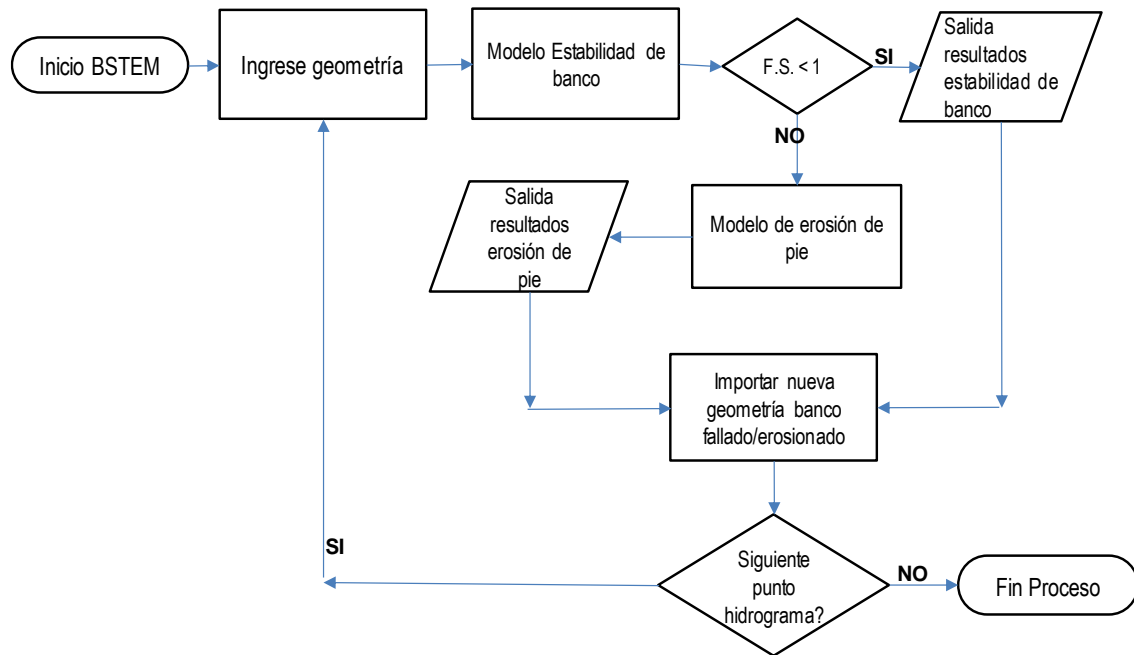 Inicio BSTEM
Ingrese geometría
Modelo Estabilidad de
banco
F.S. < 1
SI
Salida
resultados
estabilidad de
banco
NO
Modelo de erosión de
pie
Salida
resultados
erosión de
pie
Importar nueva
geometría banco
fallado/erosionado
Siguiente
punto
hidrograma?
SI
NO
Fin Proceso